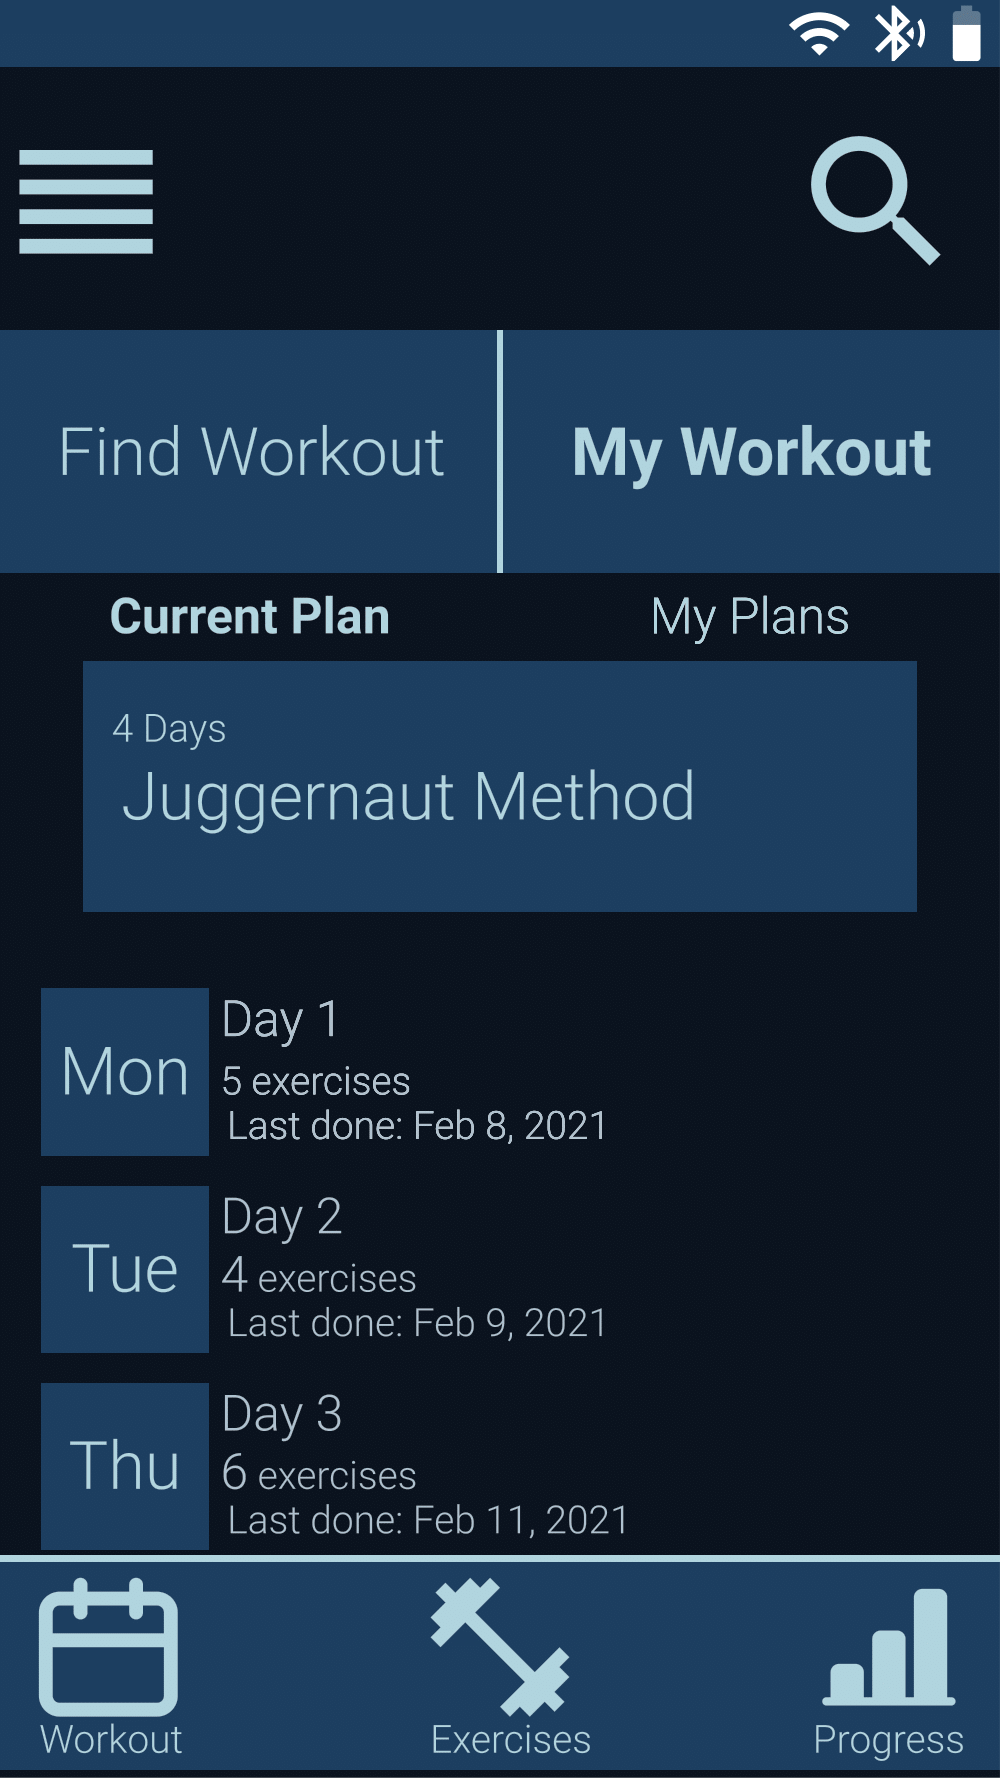 Find Workout
My Workout
Current Plan
My Plans
4 Days
Juggernaut Method
Mon
Day 1
5 exercises
Last done: Feb 8, 2021
Tue
Day 2
4 exercises
Last done: Feb 9, 2021
Thu
Day 3
6 exercises
Last done: Feb 11, 2021
Workout
Exercises
Progress